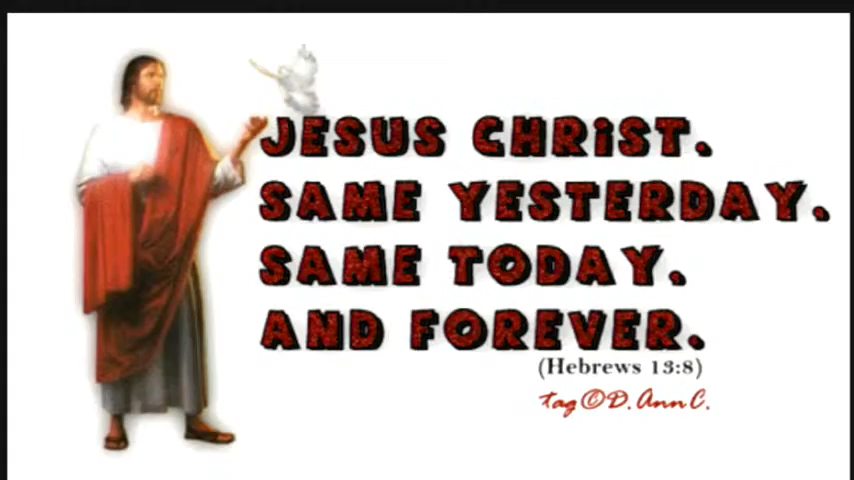 JESUS CHRiST.
SAME YESTERDAY.
SAME TODAY.
AND FOREVER.
(Hebrews 13:8)
tag©D. Ann C.